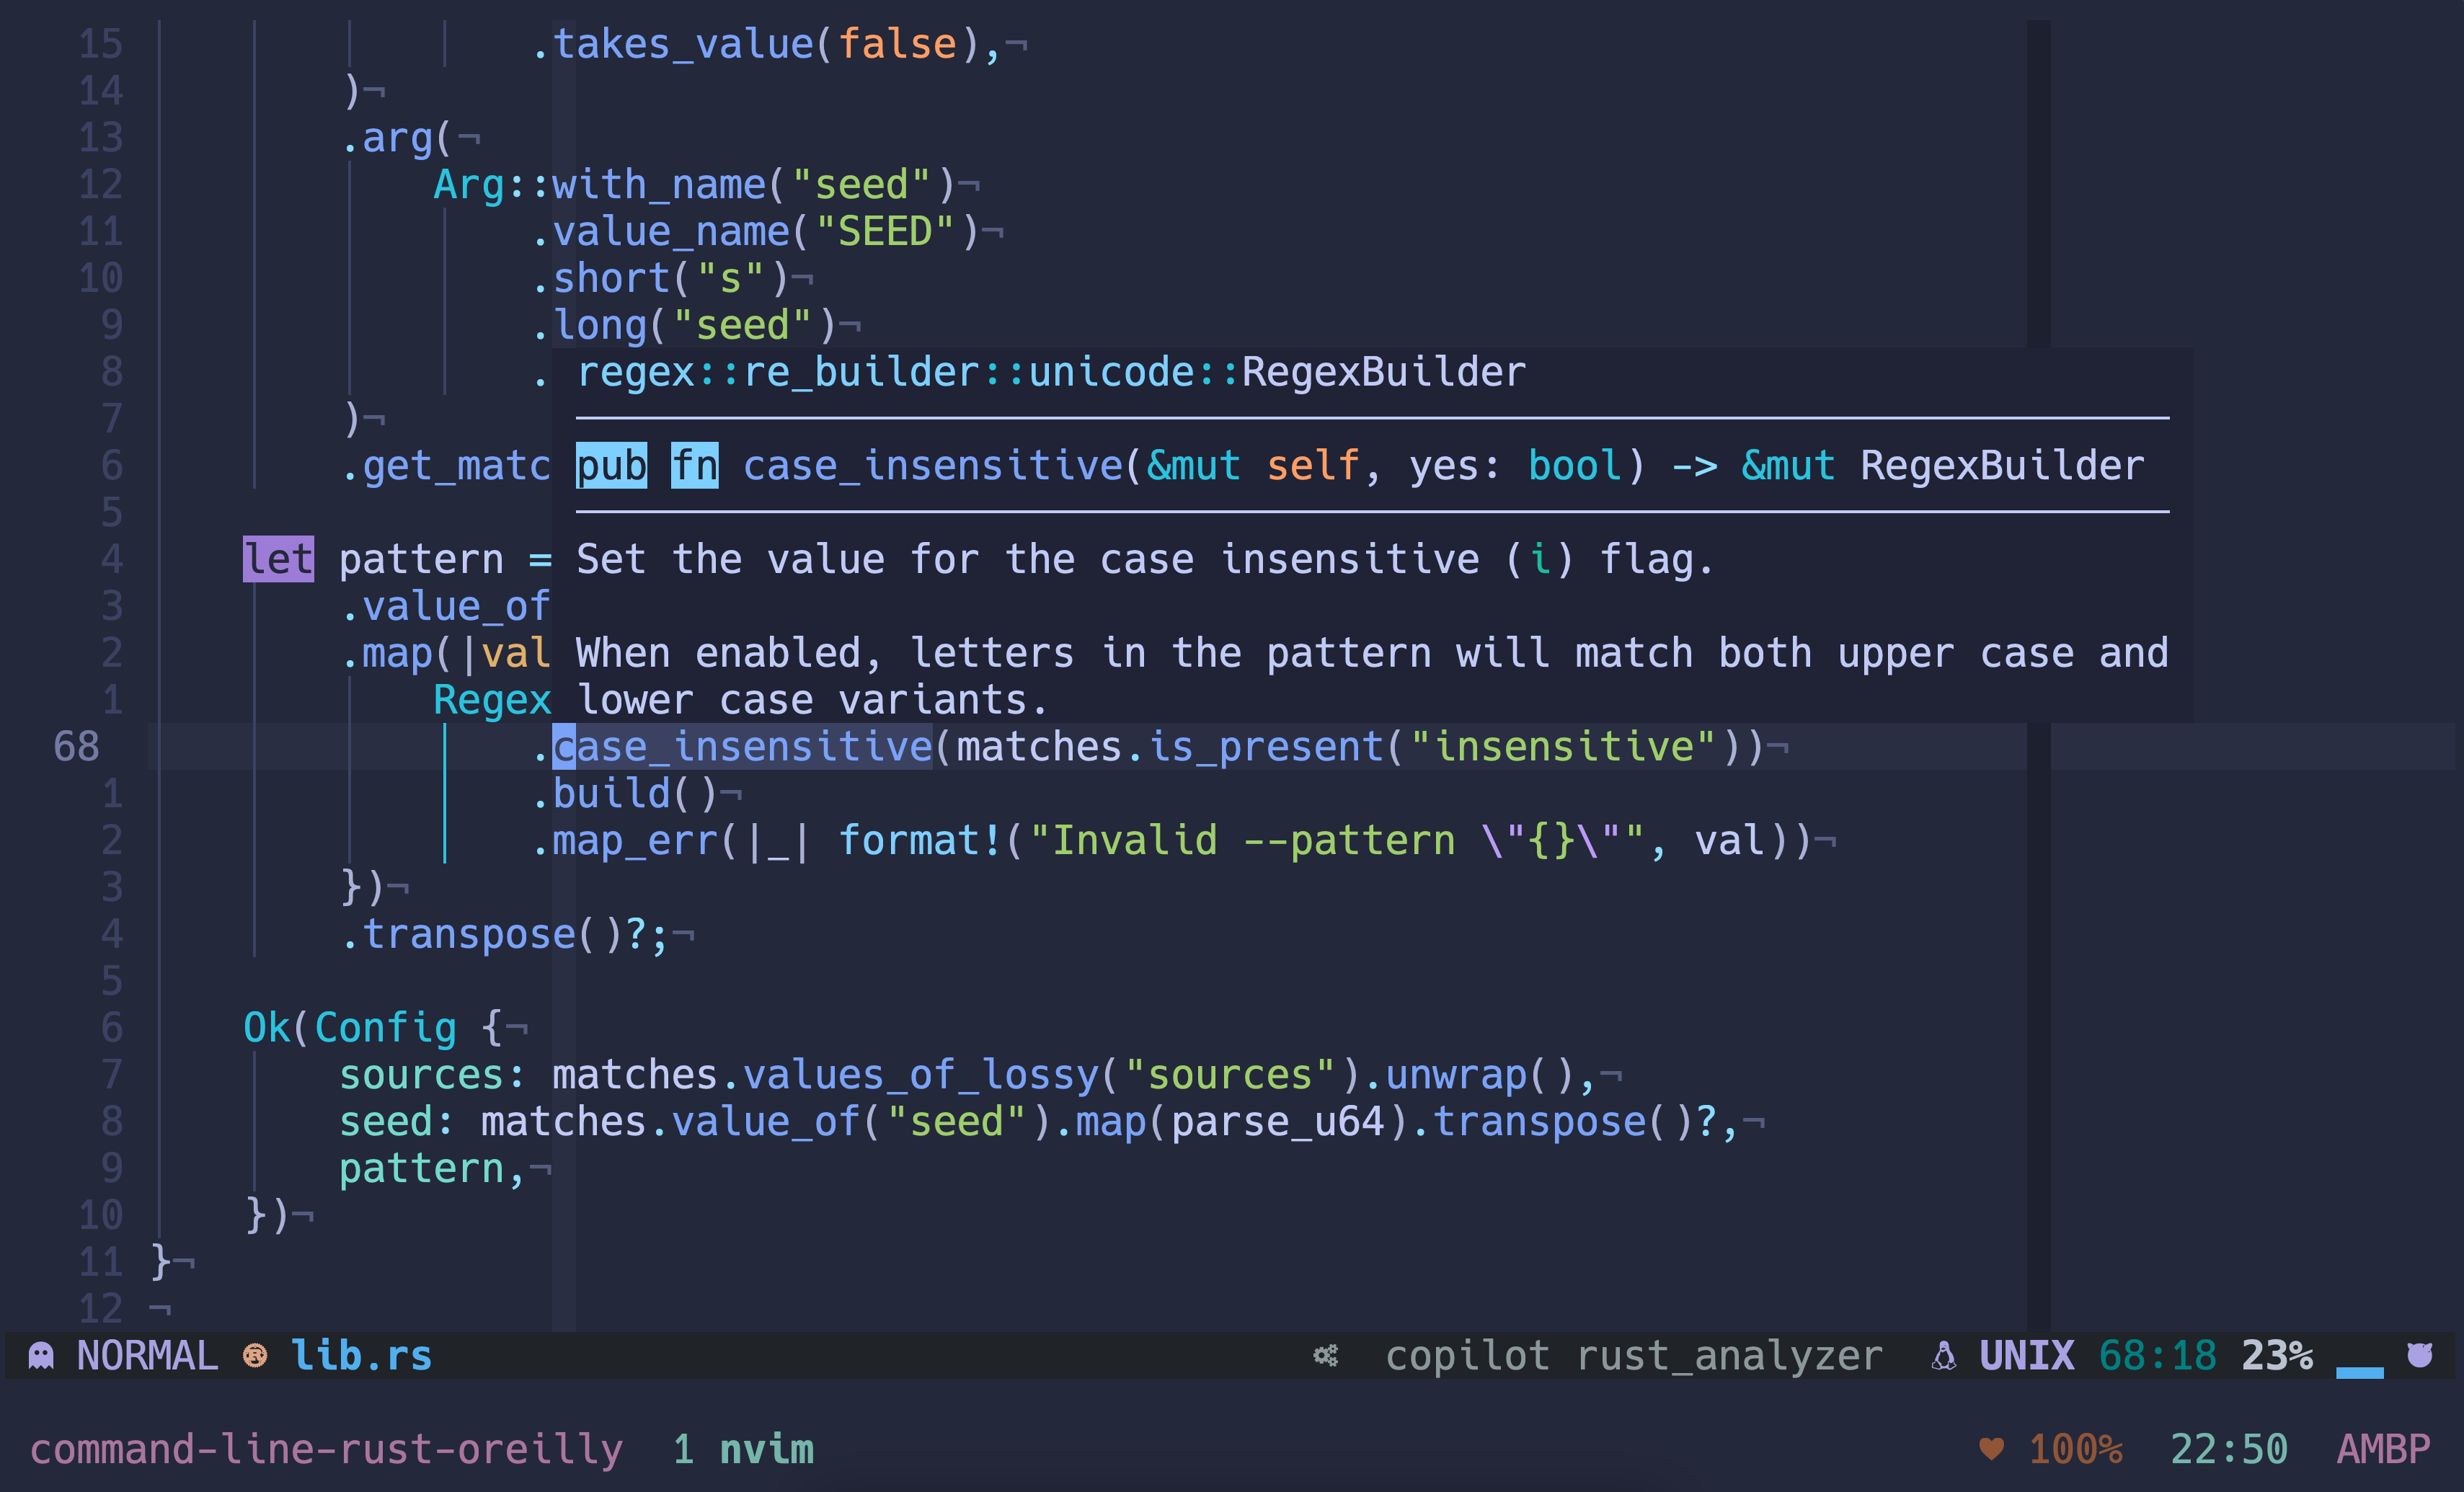 15 .takes_value(false),¬
14 )¬
13 .arg(¬
12 Arg::with_name("seed")¬
11 .value_name("SEED")¬
10 .short("s")¬
9 .long("seed")¬
8 . regex::re_builder::unicode::RegexBuilder
7 )¬
6 .get_matc pub fn case_insensitive(&mut self, yes: bool) -> &mut RegexBuilder
5
4 let pattern = Set the value for the case insensitive (i) flag.
3 .value_of
2 .map(|val When enabled, letters in the pattern will match both upper case and
1 Regex lower case variants.
68 .case_insensitive(matches.is_present("insensitive"))¬
1 .build()¬
2 .map_err(|_| format!("Invalid --pattern \"{}\"", val))¬
3 })¬
4 .transpose()?;¬
5
6 Ok(Config {¬
7 sources: matches.values_of_lossy("sources").unwrap(),¬
8 seed: matches.value_of("seed").map(parse_u64).transpose()?,¬
9 pattern,¬
10 })¬
11 }¬
12 ¬
NORMAL lib.rs copilot rust_analyzer UNIX 68:18 23%
command-line-rust-oreilly 1 nvim 100% 22:50 AMBP